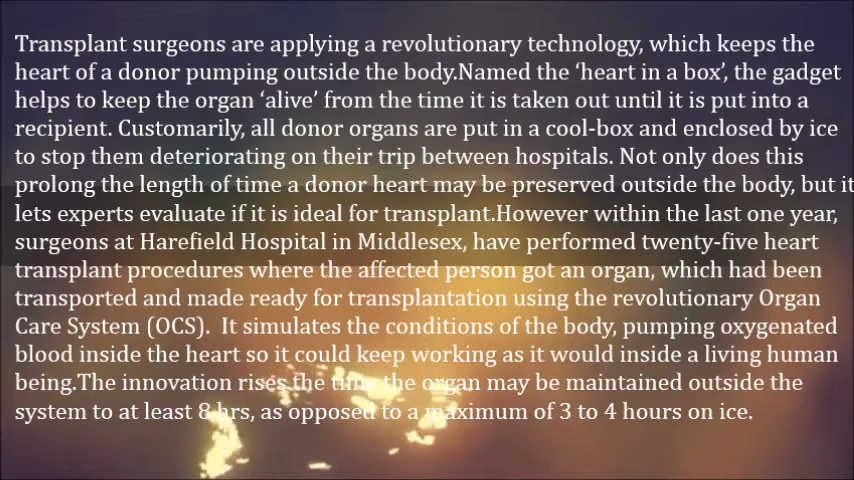 Transplant surgeons are applying a revolutionary technology, which keeps the
heart of a donor pumping outside the body.Named the ‘heart in a box’, the gadget
helps to keep the organ ‘alive’ from the time it is taken out until it is put into a
recipient. Customarily, all donor organs are put in a cool-box and enclosed by ice
to stop them deteriorating on their trip between hospitals. Not only does this
prolong the length of time a donor heart may be preserved outside the body, but it
lets experts evaluate if it is ideal for transplant.However within the last one year,
surgeons at Harefield Hospital in Middlesex, have performed twenty-five heart
transplant procedures where the affected person got an organ, which had been
transported and made ready for transplantation using the revolutionary Organ
Care System (OCS).  It simulates the conditions of the body, pumping oxygenated
blood inside the heart so it could keep working as it would inside a living human
being.The innovation rises the time the organ may be maintained outside the
system to at least 8 hrs, as opposed to a maximum of 3 to 4 hours on ice.